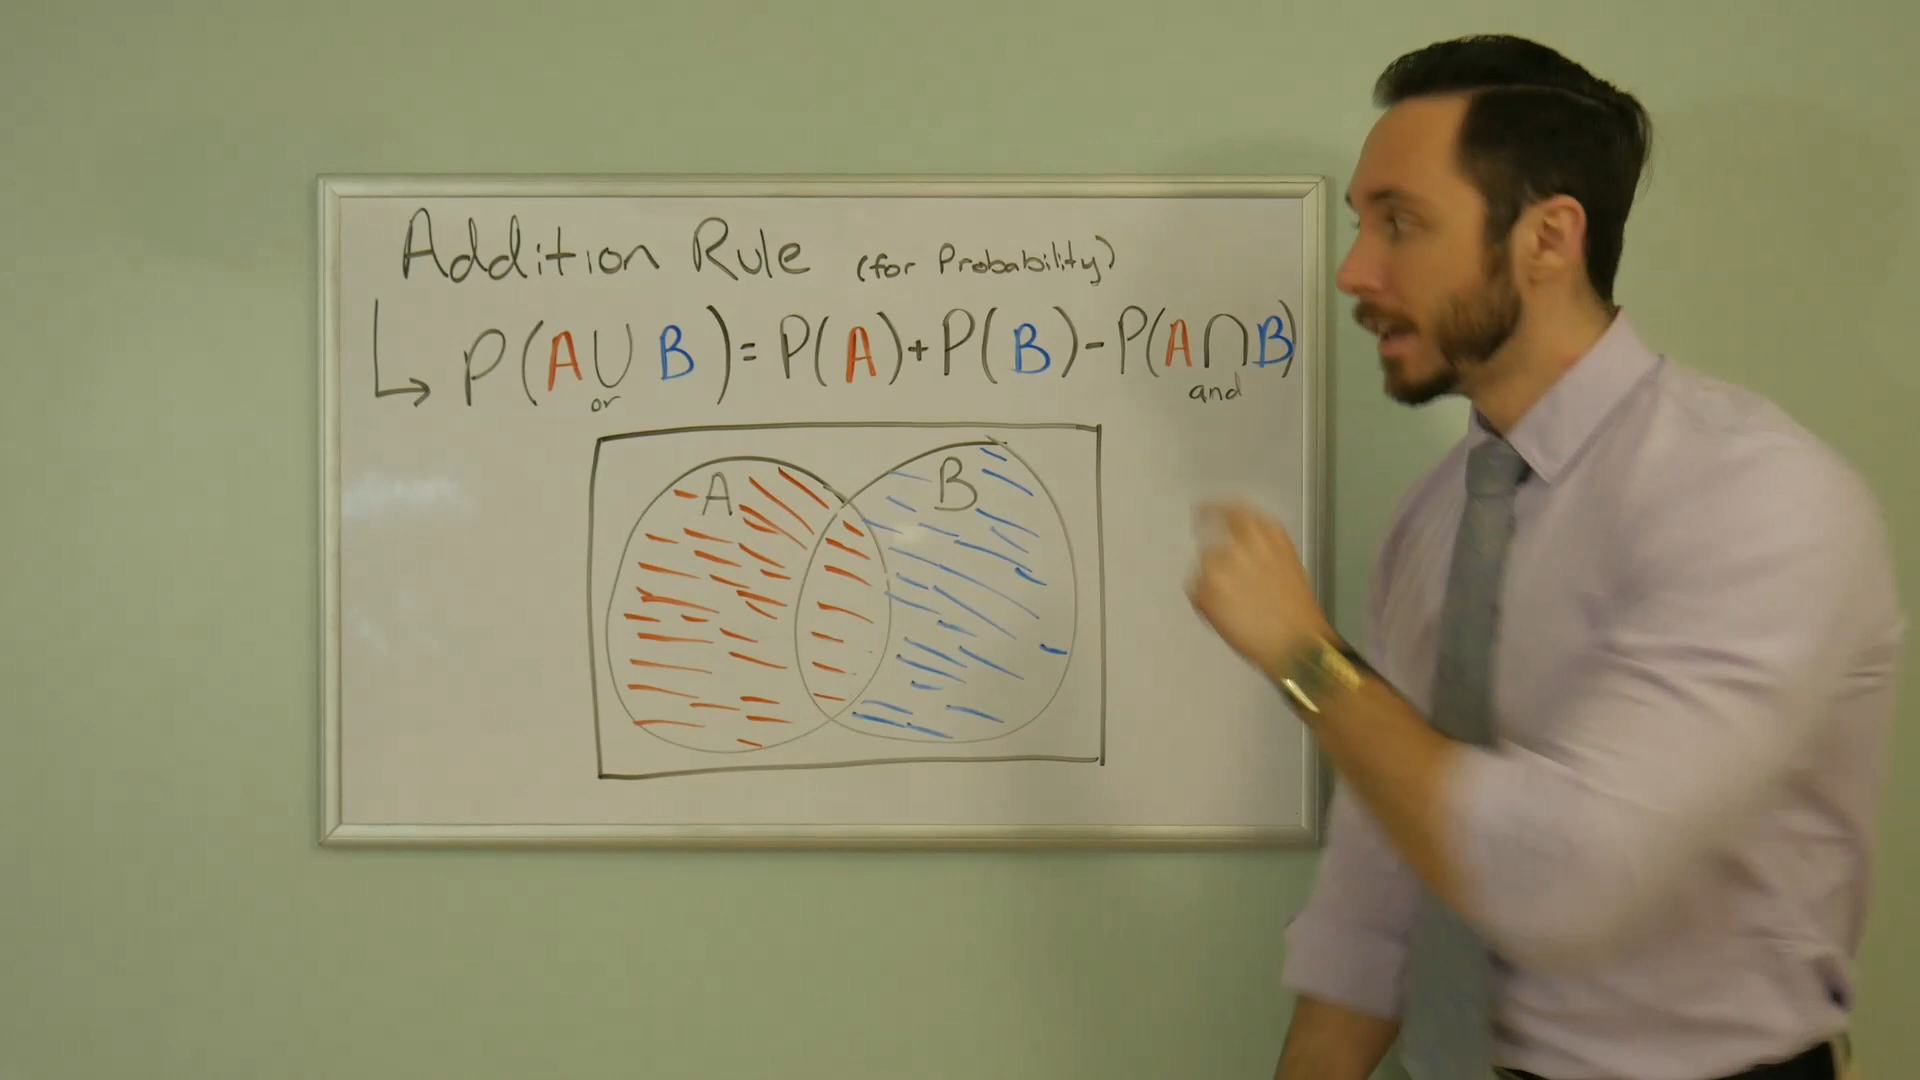 Addition Rule (for Probability)
P(A∪B)=P(A)+P(B)-P(A∩B)
or and
A B